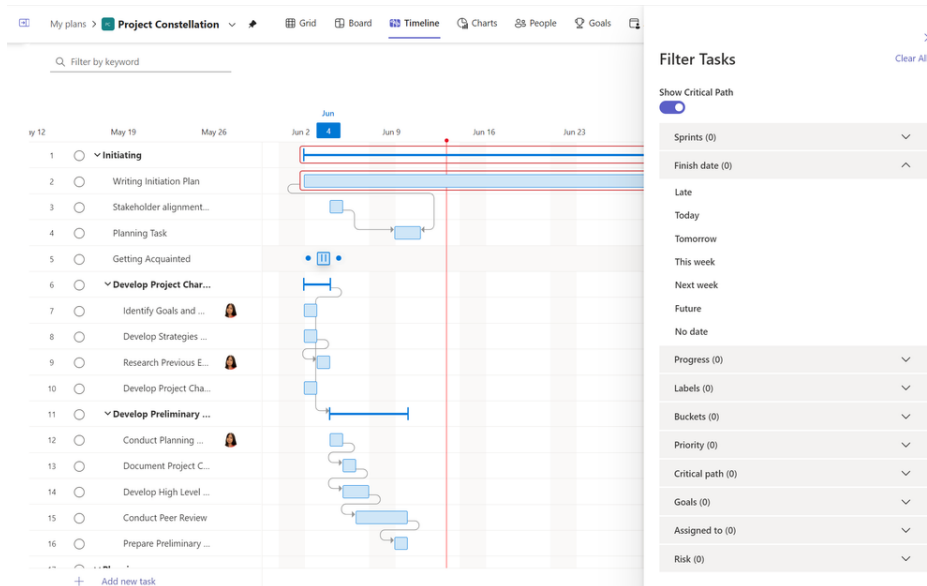 My plans > Project Constellation
Grid
Board
Timeline
Charts
People
Goals
Filter by keyword
Jun
May 19
May 26
Jun 2
4
Jun 9
Jun 16
Jun 23
1 Initiating
2 Writing Initiation Plan
3 Stakeholder alignment...
4 Planning Task
5 Getting Acquainted
6 Develop Project Char...
7 Identify Goals and ...
8 Develop Strategies ...
9 Research Previous E...
10 Develop Project Cha...
11 Develop Preliminary ...
12 Conduct Planning ...
13 Document Project C...
14 Develop High Level ...
15 Conduct Peer Review
16 Prepare Preliminary ...
Add new task
Filter Tasks
Clear All
Show Critical Path
Sprints (0)
Finish date (0)
Late
Today
Tomorrow
This week
Next week
Future
No date
Progress (0)
Labels (0)
Buckets (0)
Priority (0)
Critical path (0)
Goals (0)
Assigned to (0)
Risk (0)